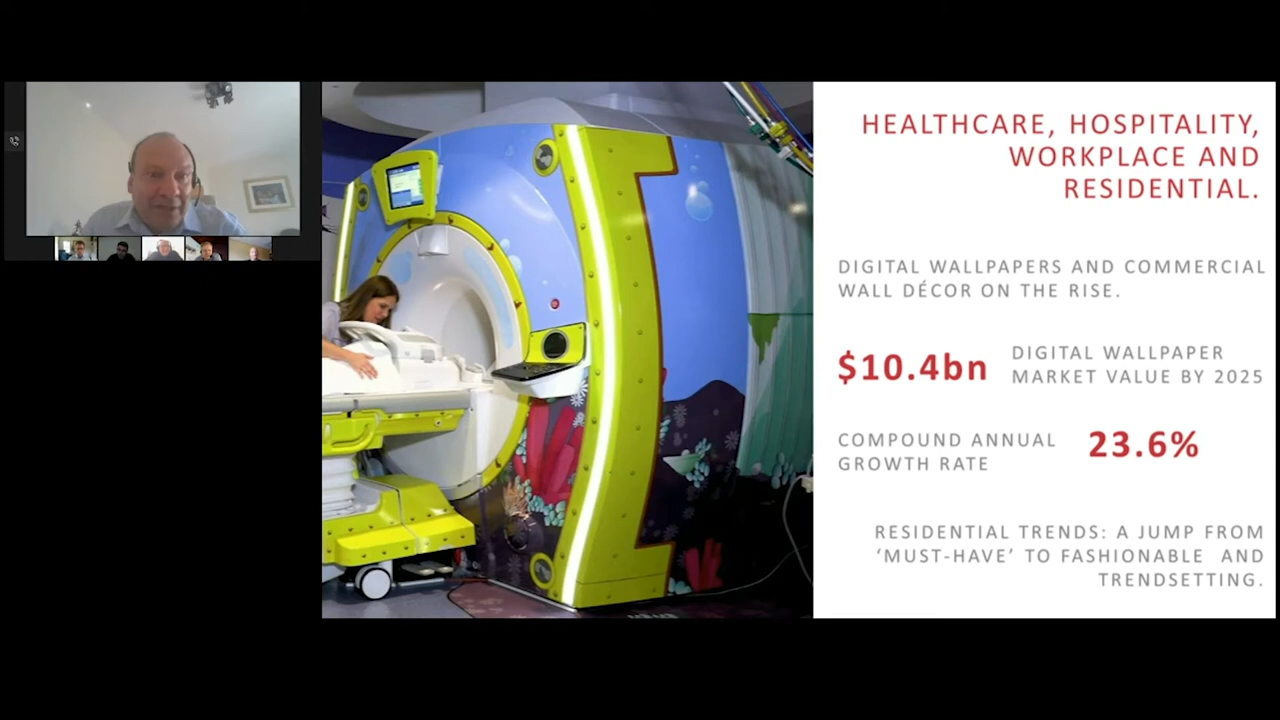 HEALTHCARE, HOSPITALITY,
WORKPLACE AND
RESIDENTIAL.
DIGITAL WALLPAPERS AND COMMERCIAL
WALL DÉCOR ON THE RISE.
$10.4bn
DIGITAL WALLPAPER
MARKET VALUE BY 2025
COMPOUND ANNUAL
GROWTH RATE
23.6%
RESIDENTIAL TRENDS: A JUMP FROM
‘MUST-HAVE’ TO FASHIONABLE AND
TRENDSETTING.